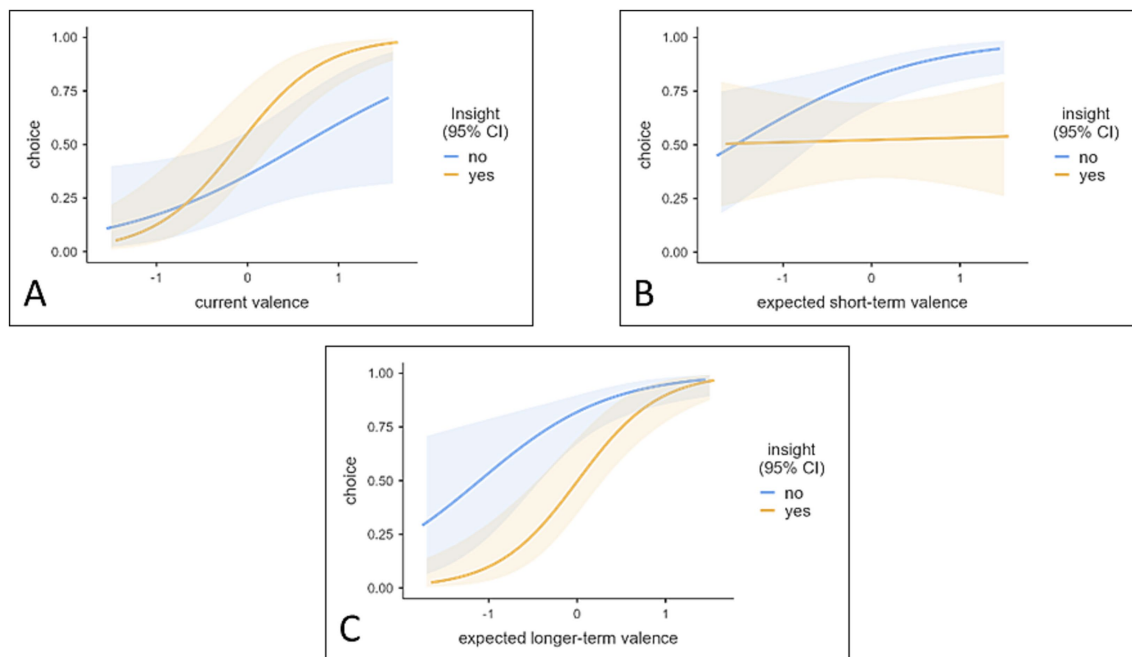 1.00
0.75
0.50
0.25
0.00
choice
-1
0
1
current valence
Insight
(95% CI)
no
yes
A
1.00
0.75
0.50
0.25
0.00
choice
-1
0
1
expected short-term valence
insight
(95% CI)
no
yes
B
1.00
0.75
0.50
0.25
0.00
choice
-1
0
1
expected longer-term valence
insight
(95% CI)
no
yes
C